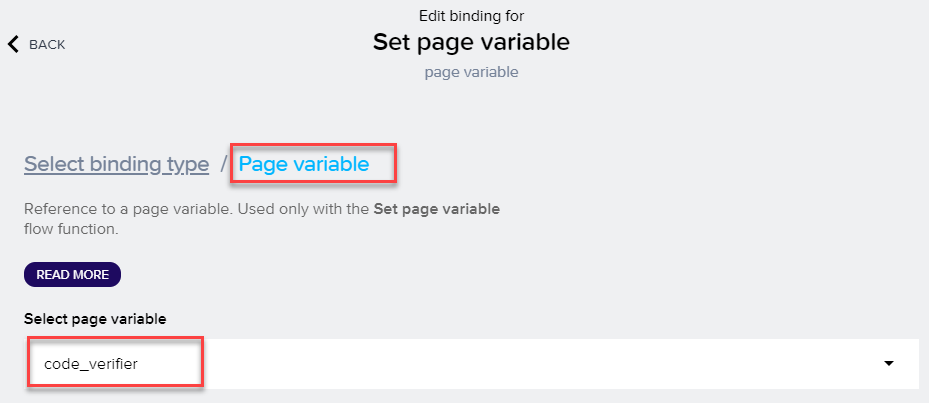 Edit binding for
BACK
Set page variable
page variable
Select binding type / Page variable
Reference to a page variable. Used only with the Set page variable
flow function.
READ MORE
Select page variable
code_verifier